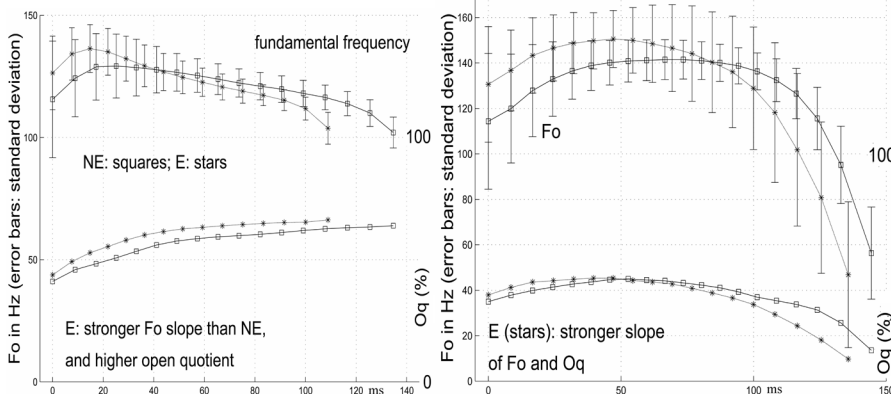 Fo in Hz (error bars: standard deviation)
150
100
50
0
fundamental frequency
NE: squares; E: stars
E: stronger Fo slope than NE,
and higher open quotient
0 20 40 60 80 100 ms 120 140
100
Oq (%)
0
Fo in Hz (error bars: standard deviation)
160
140
120
100
80
60
40
20
0
Fo
E (stars): stronger slope
of Fo and Oq
0 50 100 ms 150
100
Oq (%)